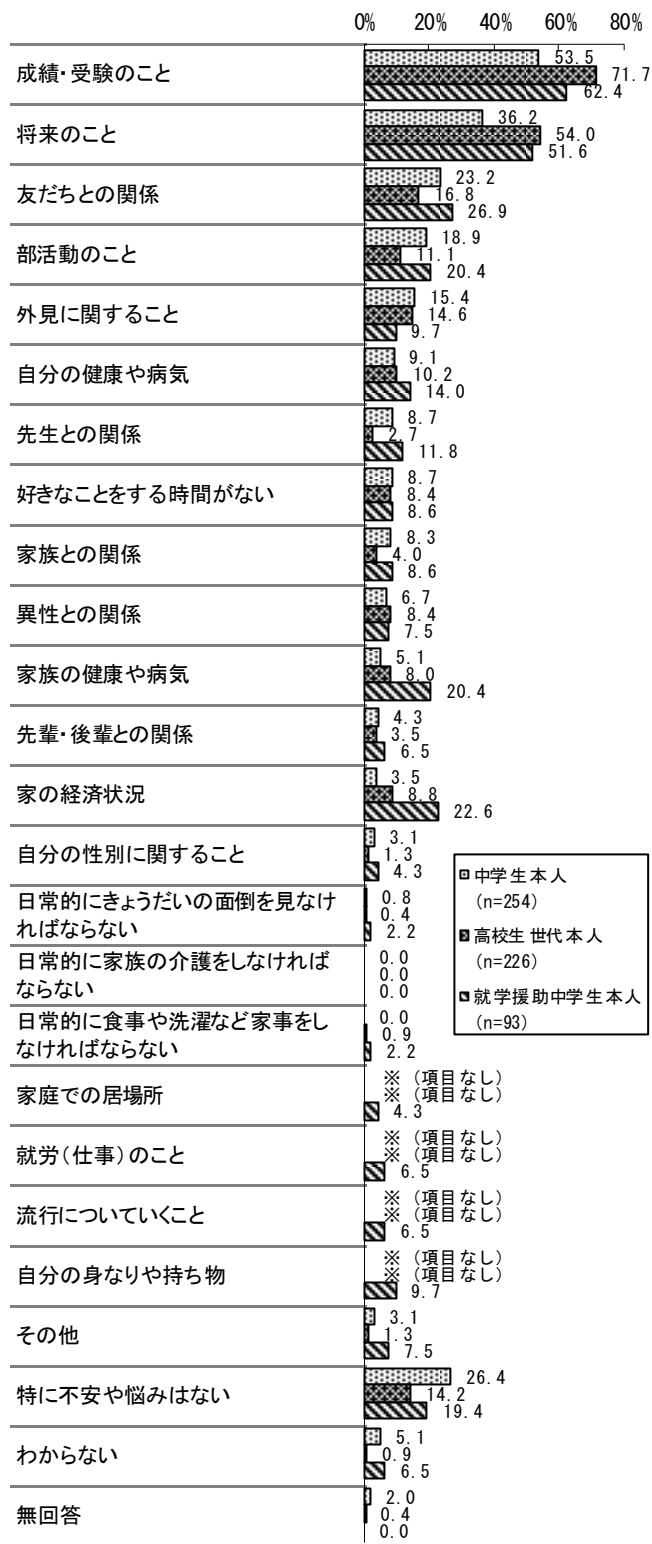 0% 20% 40% 60% 80%
成績・受験のこと
53.5
71.7
62.4
将来のこと
36.2
54.0
51.6
友だちとの関係
23.2
16.8
26.9
部活動のこと
18.9
11.1
20.4
外見に関すること
15.4
14.6
9.7
自分の健康や病気
9.1
10.2
14.0
先生との関係
8.7
2.7
11.8
好きなことをする時間がない
8.7
8.4
8.6
家族との関係
8.3
4.0
8.6
異性との関係
6.7
8.4
7.5
家族の健康や病気
5.1
8.0
20.4
先輩・後輩との関係
4.3
3.5
6.5
家の経済状況
3.5
8.8
22.6
自分の性別に関すること
3.1
1.3
4.3
日常的にきょうだいの面倒を見なけ
ればならない
0.8
0.4
2.2
日常的に家族の介護をしなければ
ならない
0.0
0.0
0.0
日常的に食事や洗濯など家事をし
なければならない
0.0
0.9
2.2
家庭での居場所
※(項目なし)
※(項目なし)
4.3
就労(仕事)のこと
※(項目なし)
※(項目なし)
6.5
流行についていくこと
※(項目なし)
※(項目なし)
6.5
自分の身なりや持ち物
※(項目なし)
※(項目なし)
9.7
その他
3.1
1.3
7.5
特に不安や悩みはない
26.4
14.2
19.4
わからない
5.1
0.9
6.5
無回答
2.0
0.4
0.0
中学生本人
(n=254)
高校生世代本人
(n=226)
就学援助中学生本人
(n=93)